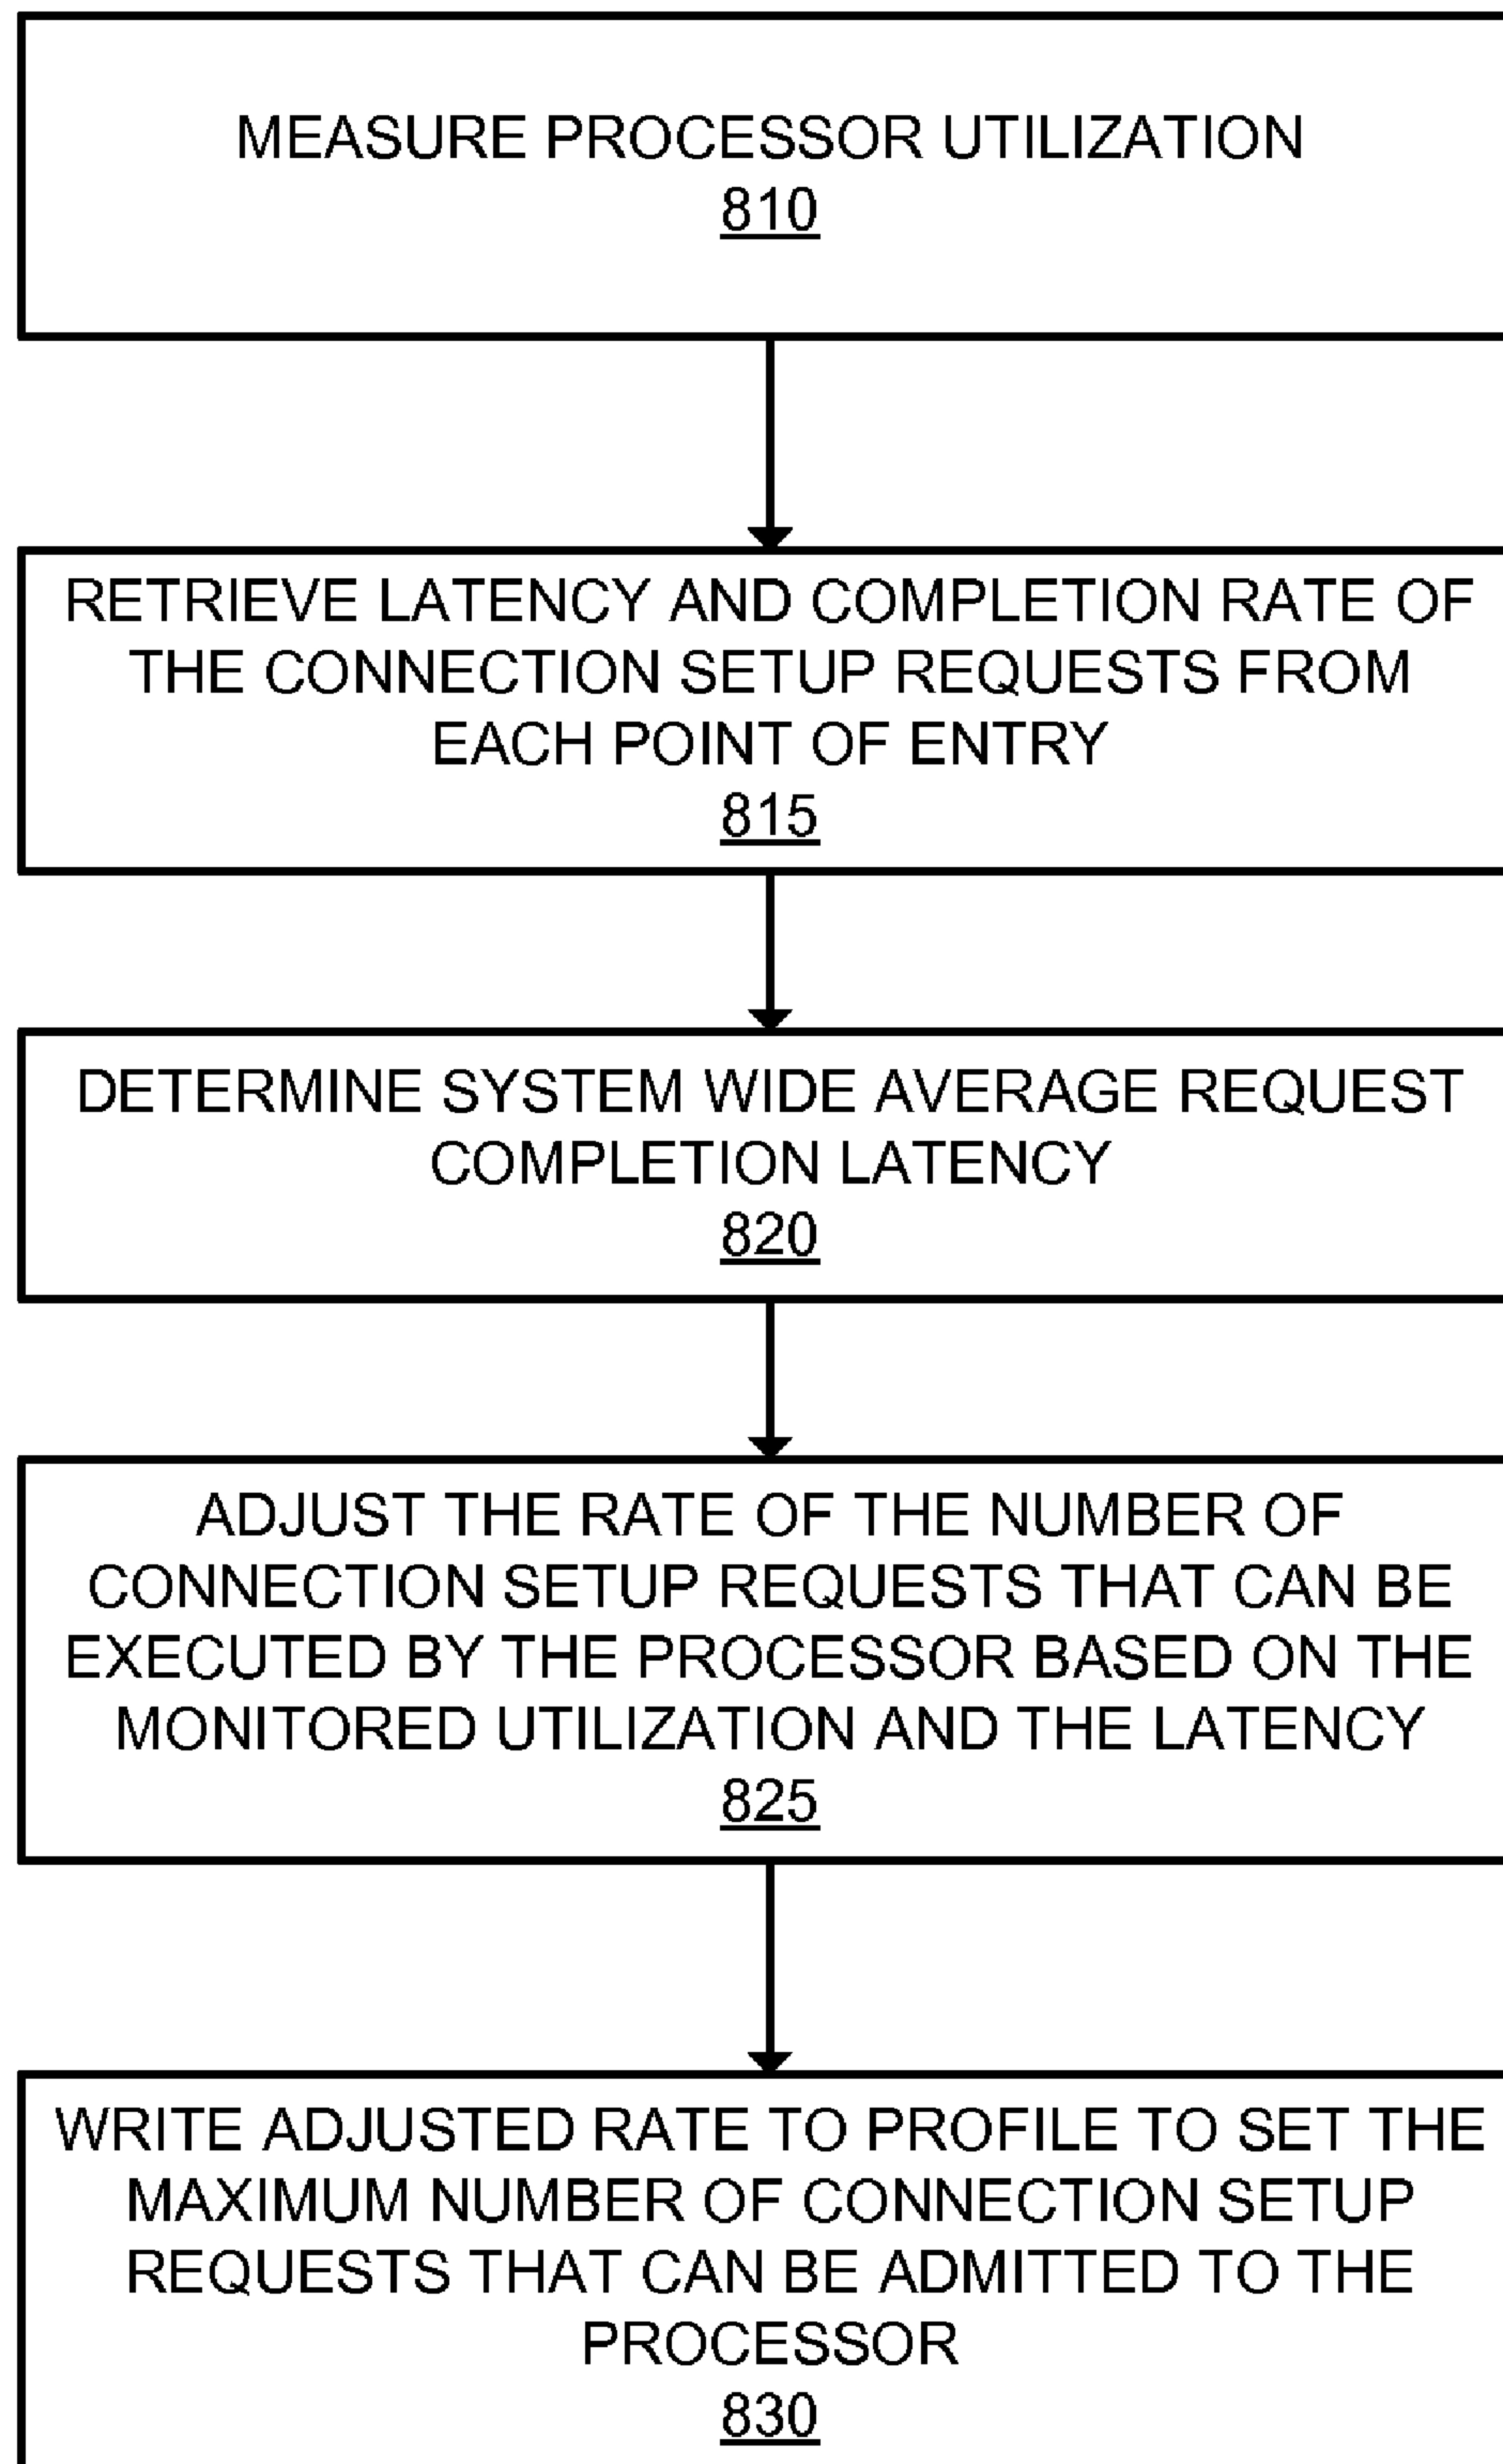 MEASURE PROCESSOR UTILIZATION
810
RETRIEVE LATENCY AND COMPLETION RATE OF
THE CONNECTION SETUP REQUESTS FROM
EACH POINT OF ENTRY
815
DETERMINE SYSTEM WIDE AVERAGE REQUEST
COMPLETION LATENCY
820
ADJUST THE RATE OF THE NUMBER OF
CONNECTION SETUP REQUESTS THAT CAN BE
EXECUTED BY THE PROCESSOR BASED ON THE
MONITORED UTILIZATION AND THE LATENCY
825
WRITE ADJUSTED RATE TO PROFILE TO SET THE
MAXIMUM NUMBER OF CONNECTION SETUP
REQUESTS THAT CAN BE ADMITTED TO THE
PROCESSOR
830